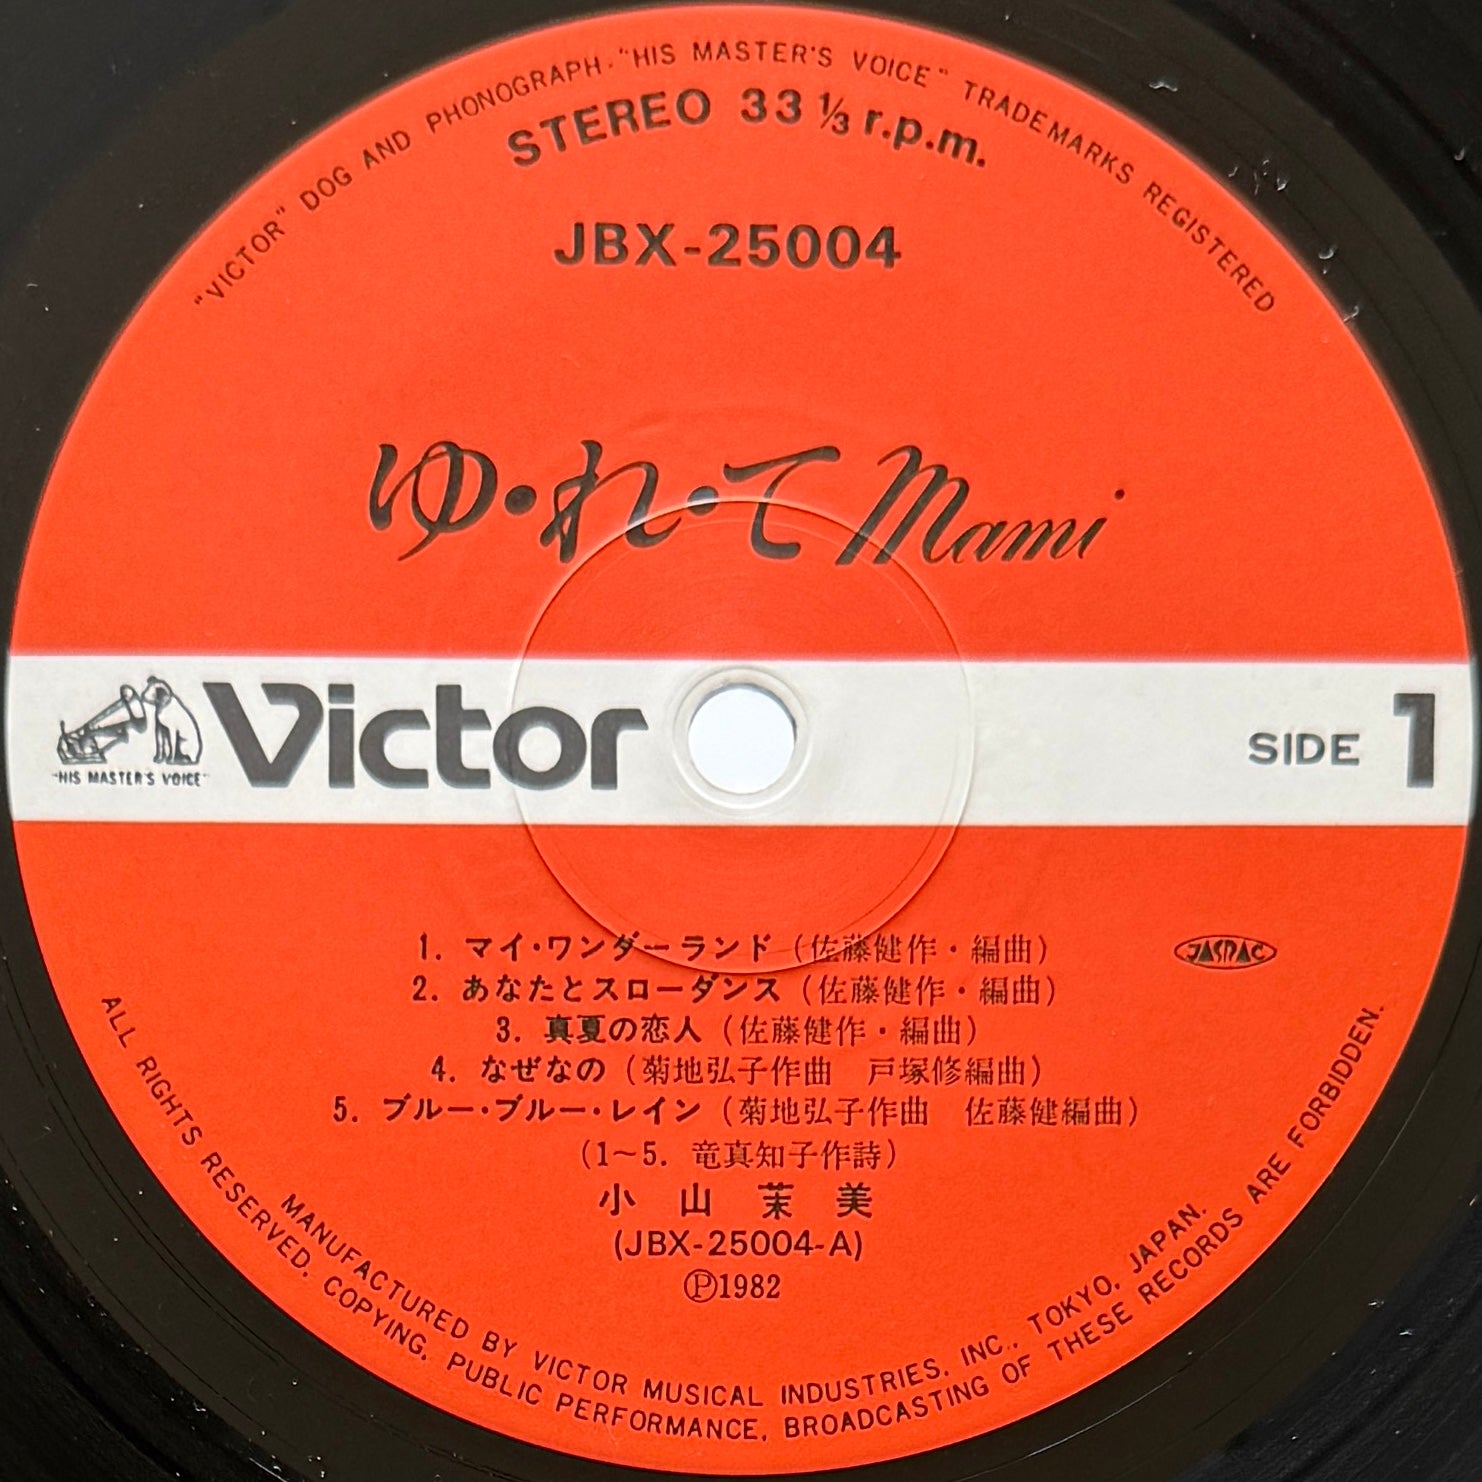 "VICTOR" DOG AND PHONOGRAPH. "HIS MASTER'S VOICE" TRADEMARKS REGISTERED
STEREO 33 1/3 r.p.m.
JBX-25004
ゆ・れ・て Mami
"HIS MASTER'S VOICE"
Victor
SIDE 1
1. マイ・ワンダーランド (佐藤健作・編曲)
JASRAC
2. あなたとスローダンス (佐藤健作・編曲)
3. 真夏の恋人 (佐藤健作・編曲)
4. なぜなの (菊地弘子作曲　戸塚修編曲)
5. ブルー・ブルー・レイン (菊地弘子作曲　佐藤健編曲)
(1〜5. 竜真知子作詩)
小山茉美
(JBX-25004-A)
Ⓟ1982
MANUFACTURED BY VICTOR MUSICAL INDUSTRIES, INC., TOKYO, JAPAN.
ALL RIGHTS RESERVED. COPYING, PUBLIC PERFORMANCE, BROADCASTING OF THESE RECORDS ARE FORBIDDEN.